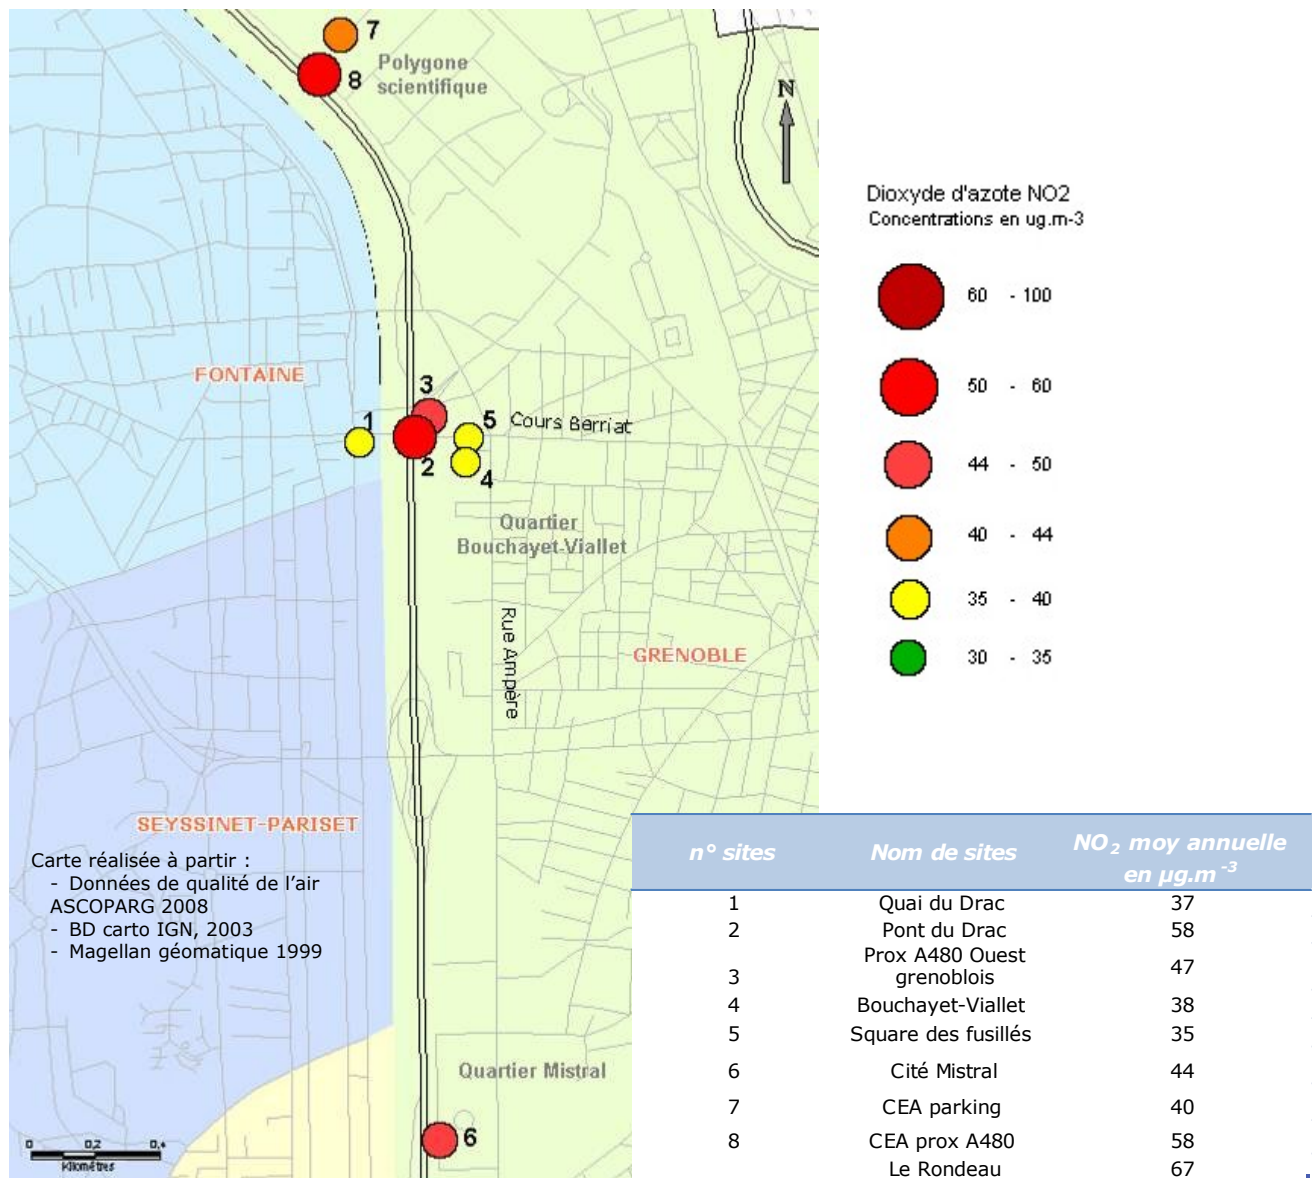 7
Polygone
8
scientifique
N
Dioxyde d'azote NO2
Concentrations en ug.m-3
60 - 100
50 - 60
44 - 50
40 - 44
35 - 40
30 - 35
FONTAINE
3
1
5
Cours Berriat
2
4
Quartier
Bouchayet-Viallet
Rue Ampère
GRENOBLE
SEYSSINET-PARISET
Carte réalisée à partir :
- Données de qualité de l'air
ASCOPARG 2008
- BD carto IGN, 2003
- Magellan géomatique 1999
Quartier Mistral
6
0 0,2 0,4
Kilomètres
n° sites Nom de sites NO2 moy annuelle
en µg.m-3
1 Quai du Drac 37
2 Pont du Drac 58
3 Prox A480 Ouest
grenoblois 47
4 Bouchayet-Viallet 38
5 Square des fusillés 35
6 Cité Mistral 44
7 CEA parking 40
8 CEA prox A480 58
Le Rondeau 67